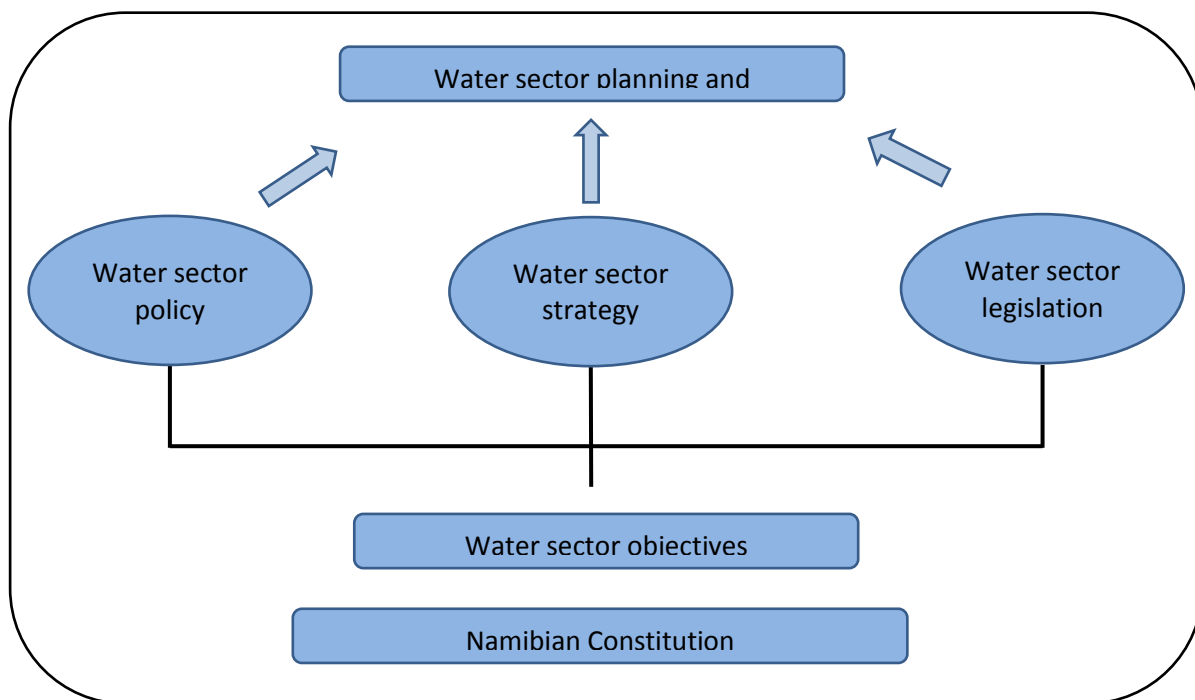 Water sector planning and
Water sector
policy
Water sector
strategy
Water sector
legislation
Water sector objectives
Namibian Constitution